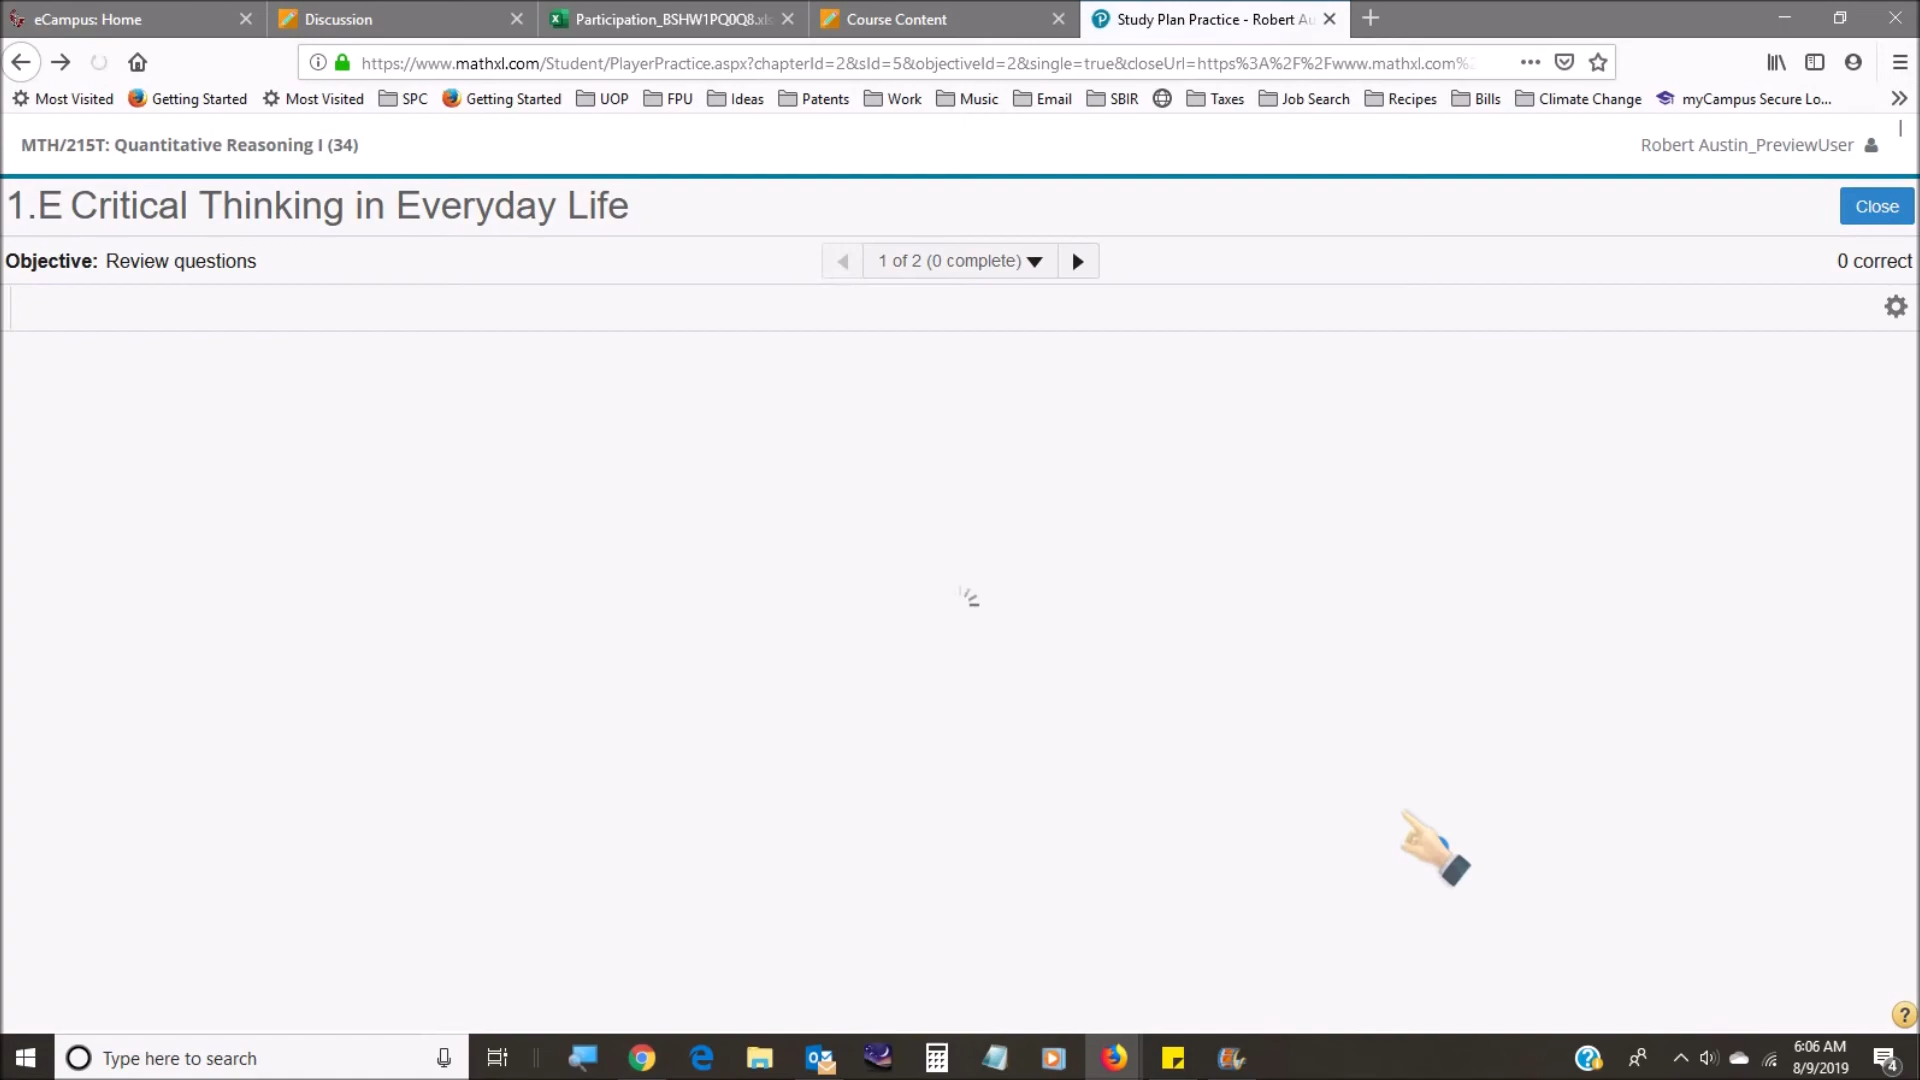 eCampus: Home
Discussion
Participation_BSHW1PQ0Q8.xls
Course Content
Study Plan Practice - Robert Au
https://www.mathxl.com/Student/PlayerPractice.aspx?chapterId=2&sId=5&objectiveId=2&single=true&closeUrl=https%3A%2F%2Fwww.mathxl.com%2
Most Visited Getting Started Most Visited SPC Getting Started UOP FPU Ideas Patents Work Music Email SBIR Taxes Job Search Recipes Bills Climate Change myCampus Secure Lo...
MTH/215T: Quantitative Reasoning I (34)
Robert Austin_PreviewUser
1.E Critical Thinking in Everyday Life
Close
Objective: Review questions
1 of 2 (0 complete)
0 correct
?
Type here to search
6:06 AM
8/9/2019
4